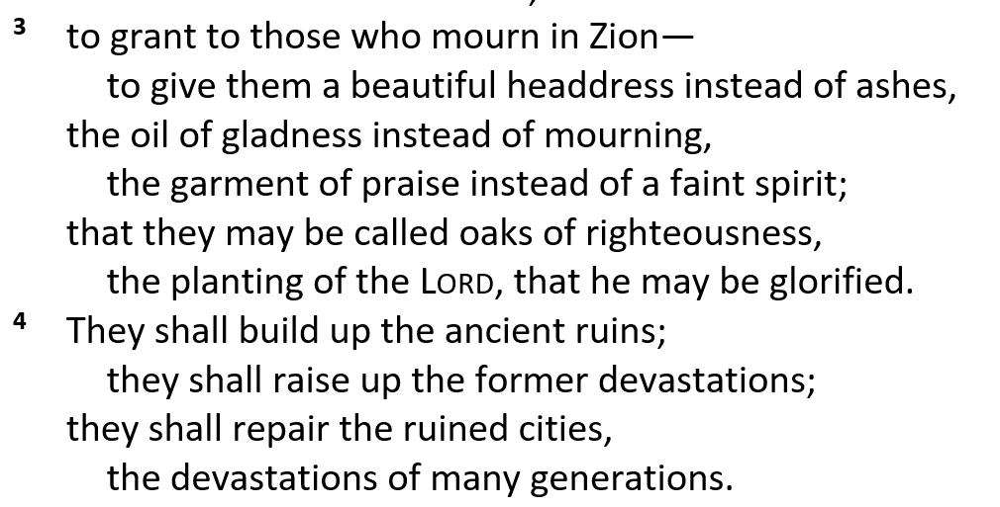 3 to grant to those who mourn in Zion—
to give them a beautiful headdress instead of ashes,
the oil of gladness instead of mourning,
the garment of praise instead of a faint spirit;
that they may be called oaks of righteousness,
the planting of the LORD, that he may be glorified.
4 They shall build up the ancient ruins;
they shall raise up the former devastations;
they shall repair the ruined cities,
the devastations of many generations.